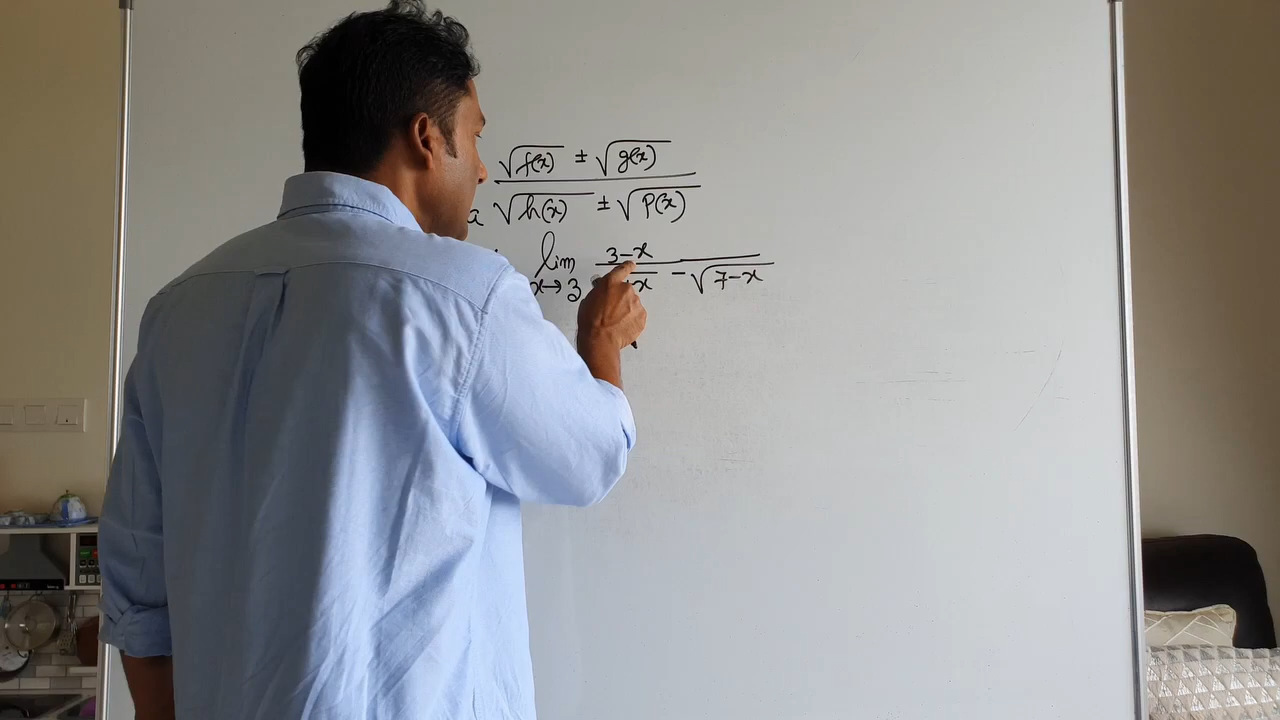 √f(x) ± √g(x)
a √h(x) ± √p(x)
lim 3-x
x→3 x - √7-x